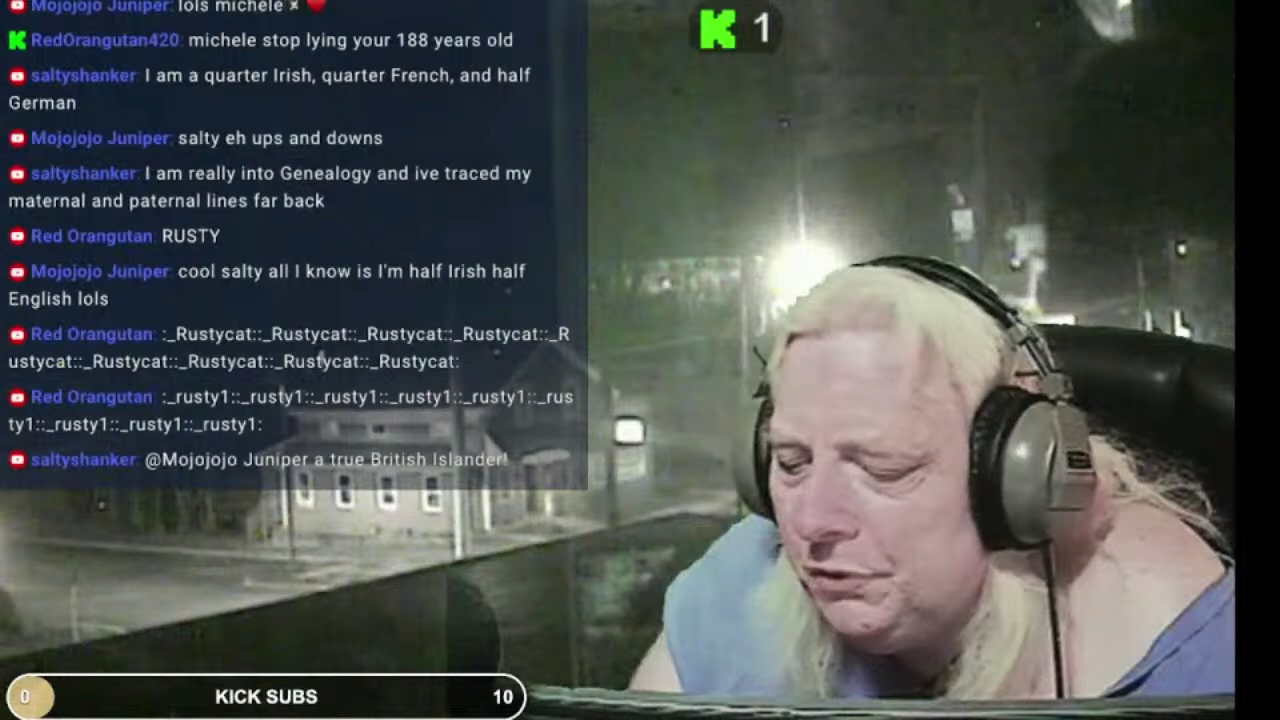 Mojojojo Juniper: lols michele
RedOrangutan420: michele stop lying your 188 years old
saltyshanker: I am a quarter Irish, quarter French, and half
German
Mojojojo Juniper: salty eh ups and downs
saltyshanker: I am really into Genealogy and ive traced my
maternal and paternal lines far back
Red Orangutan: RUSTY
Mojojojo Juniper: cool salty all I know is I'm half Irish half
English lols
Red Orangutan: :_Rustycat::_Rustycat::_Rustycat::_Rustycat::_R
ustycat::_Rustycat::_Rustycat::_Rustycat::_Rustycat:
Red Orangutan: :_rusty1::_rusty1::_rusty1::_rusty1::_rusty1::_rus
ty1::_rusty1::_rusty1::_rusty1:
saltyshanker: @Mojojojo Juniper a true British Islander!
K 1
0 KICK SUBS 10